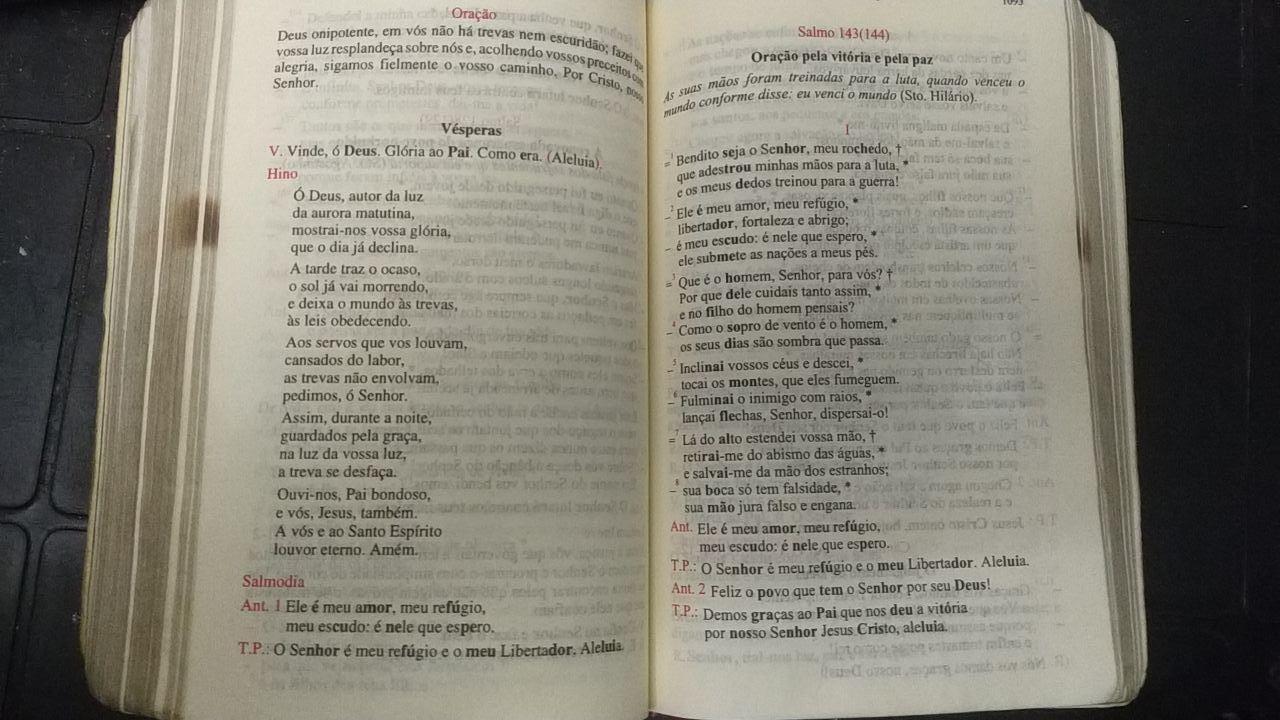 Oração
Deus onipotente, em vós não há trevas nem escuridão; fazei que
vossa luz resplandeça sobre nós e, acolhendo vossos preceitos com
alegria, sigamos fielmente o vosso caminho. Por Cristo, nosso
Senhor.
Vésperas
V. Vinde, ó Deus. Glória ao Pai. Como era. (Aleluia).
Hino
Ó Deus, autor da luz
da aurora matutina,
mostrai-nos vossa glória,
que o dia já declina.
A tarde traz o ocaso,
o sol já vai morrendo,
e deixa o mundo às trevas,
às leis obedecendo.
Aos servos que vos louvam,
cansados do labor,
as trevas não envolvam,
pedimos, ó Senhor.
Assim, durante a noite,
guardados pela graça,
na luz da vossa luz,
a treva se desfaça.
Ouvi-nos, Pai bondoso,
e vós, Jesus, também.
A vós e ao Santo Espírito
louvor eterno. Amém.
Salmodia
Ant. 1 Ele é meu amor, meu refúgio,
meu escudo: é nele que espero.
T.P.: O Senhor é meu refúgio e o meu Libertador. Aleluia.
1093
Salmo 143(144)
Oração pela vitória e pela paz
As suas mãos foram treinadas para a luta, quando venceu o
mundo conforme disse: eu venci o mundo (Sto. Hilário).
I
=¹ Bendito seja o Senhor, meu rochedo, †
que adestrou minhas mãos para a luta, *
e os meus dedos treinou para a guerra!
–² Ele é meu amor, meu refúgio, *
libertador, fortaleza e abrigo;
– é meu escudo: é nele que espero, *
ele submete as nações a meus pés.
=³ Que é o homem, Senhor, para vós? †
Por que dele cuidais tanto assim, *
e no filho do homem pensais?
–⁴ Como o sopro de vento é o homem, *
os seus dias são sombra que passa.
–⁵ Inclinai vossos céus e descei, *
tocai os montes, que eles fumeguem.
–⁶ Fulminai o inimigo com raios, *
lançai flechas, Senhor, dispersai-o!
=⁷ Lá do alto estendei vossa mão, †
retirai-me do abismo das águas, *
e salvai-me da mão dos estranhos;
–⁸ sua boca só tem falsidade, *
sua mão jura falso e engana.
Ant. Ele é meu amor, meu refúgio,
meu escudo: é nele que espero.
T.P.: O Senhor é meu refúgio e o meu Libertador. Aleluia.
Ant. 2 Feliz o povo que tem o Senhor por seu Deus!
T.P.: Demos graças ao Pai que nos deu a vitória
por nosso Senhor Jesus Cristo, aleluia.